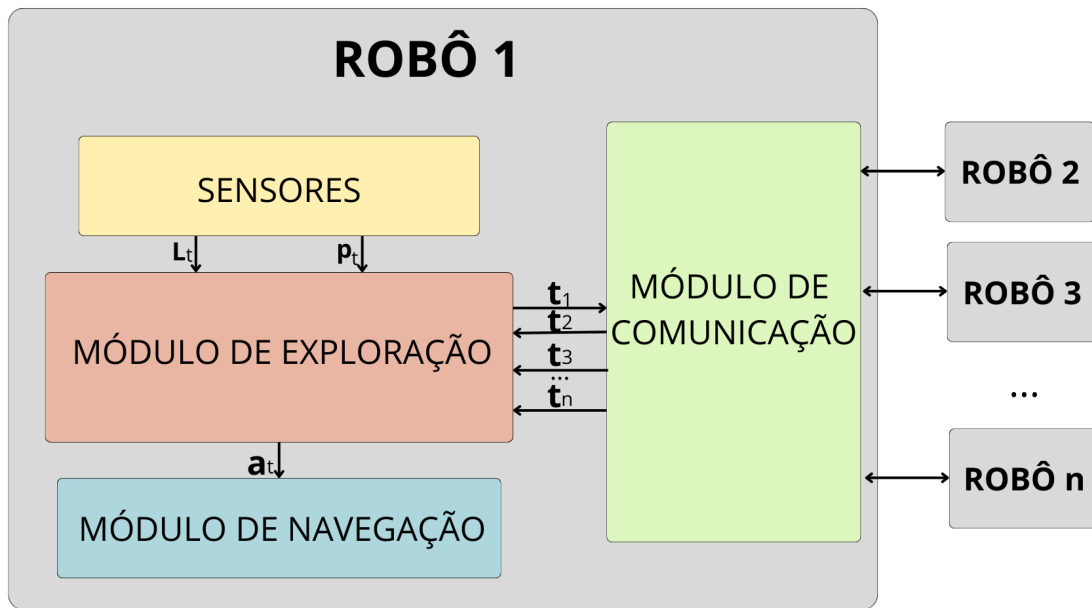 ROBÔ 1
SENSORES
Lt
pt
MÓDULO DE EXPLORAÇÃO
t1
t2
t3
...
tn
at
MÓDULO DE NAVEGAÇÃO
MÓDULO DE
COMUNICAÇÃO
ROBÔ 2
ROBÔ 3
...
ROBÔ n